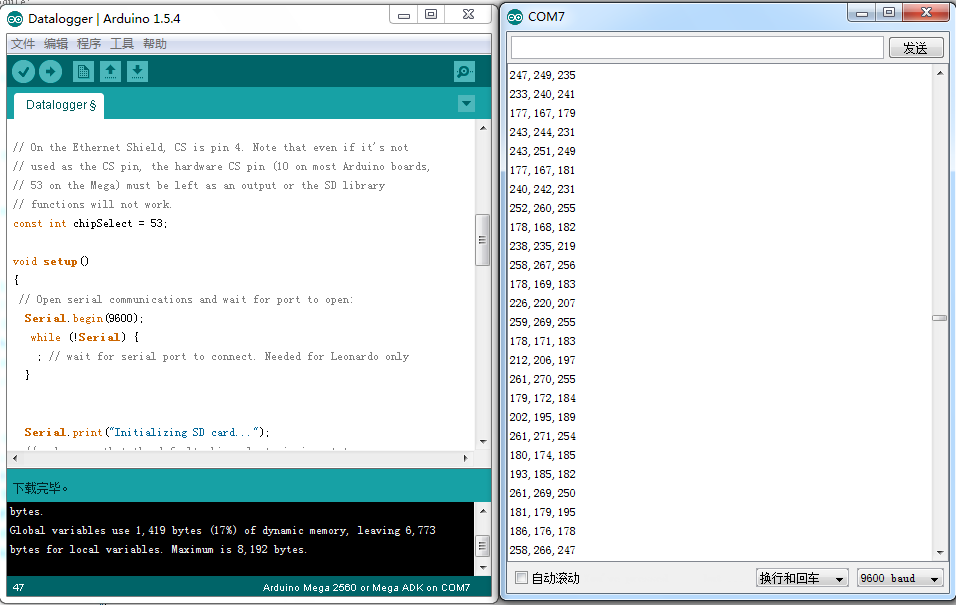 Datalogger | Arduino 1.5.4
文件 编辑 程序 工具 帮助
Datalogger §
// On the Ethernet Shield, CS is pin 4. Note that even if it's not
// used as the CS pin, the hardware CS pin (10 on most Arduino boards,
// 53 on the Mega) must be left as an output or the SD library
// functions will not work.
const int chipSelect = 53;
void setup()
{
// Open serial communications and wait for port to open:
Serial.begin(9600);
while (!Serial) {
; // wait for serial port to connect. Needed for Leonardo only
}
Serial.print("Initializing SD card...");
下载完毕。
bytes.
Global variables use 1,419 bytes (17%) of dynamic memory, leaving 6,773
bytes for local variables. Maximum is 8,192 bytes.
47
Arduino Mega 2560 or Mega ADK on COM7
COM7
发送
247,249,235
233,240,241
177,167,179
243,244,231
243,251,249
177,167,181
240,242,231
252,260,255
178,168,182
238,235,219
258,267,256
178,169,183
226,220,207
259,269,255
178,171,183
212,206,197
261,270,255
179,172,184
202,195,189
261,271,254
180,174,185
193,185,182
261,269,250
181,179,195
186,176,178
258,266,247
自动滚动
换行和回车
9600 baud